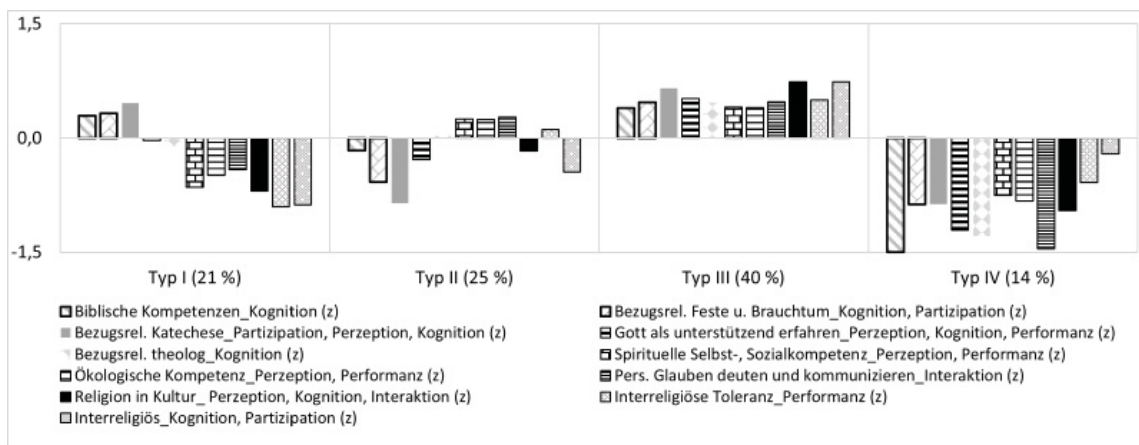 1,5
0,0
-1,5
Typ I (21 %) Typ II (25 %) Typ III (40 %) Typ IV (14 %)
Biblische Kompetenzen_Kognition (z) Bezugsrel. Feste u. Brauchtum_Kognition, Partizipation (z)
Bezugsrel. Katechese_Partizipation, Perzeption, Kognition (z) Gott als unterstützend erfahren_Perzeption, Kognition, Performanz (z)
Bezugsrel. theolog_Kognition (z) Spirituelle Selbst-, Sozialkompetenz_Perzeption, Performanz (z)
Ökologische Kompetenz_Perzeption, Performanz (z) Pers. Glauben deuten und kommunizieren_Interaktion (z)
Religion in Kultur_ Perzeption, Kognition, Interaktion (z) Interreligiöse Toleranz_Performanz (z)
Interreligiös_Kognition, Partizipation (z)